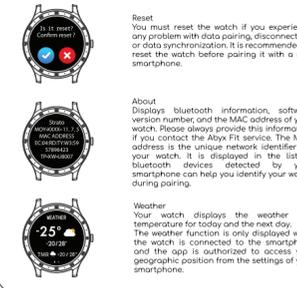 Is it reset?
Confirm reset?
Reset
You must reset the watch if you experie
any problem with data pairing, disconnect
or data synchronization. It is recommende
reset the watch before pairing it with a
smartphone.
Strato
MAC ADDRESS
About
Displays bluetooth information, softw
version number, and the MAC address of y
watch. Please always provide this informat
if you contact the Abyx Fit service. The M
address is the unique network identifier
your watch. It is displayed in the list
bluetooth devices detected by y
smartphone can help you identify your wa
during pairing.
WEATHER
-25°
-20/28°
TMR -20/28°
Weather
Your watch displays the weather
temperature for today and the next day.
The weather function is only displayed w
the watch is connected to the smartph
and the app is authorized to access
geographic position from the settings of
smartphone.